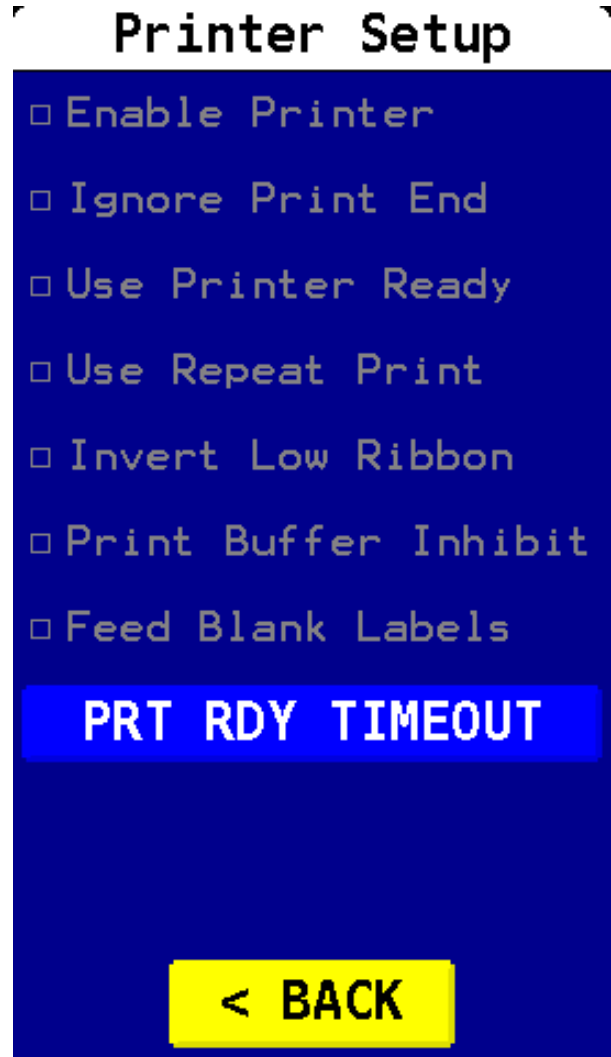 Printer Setup
Enable Printer
Ignore Print End
Use Printer Ready
Use Repeat Print
Invert Low Ribbon
Print Buffer Inhibit
Feed Blank Labels
PRT RDY TIMEOUT
< BACK